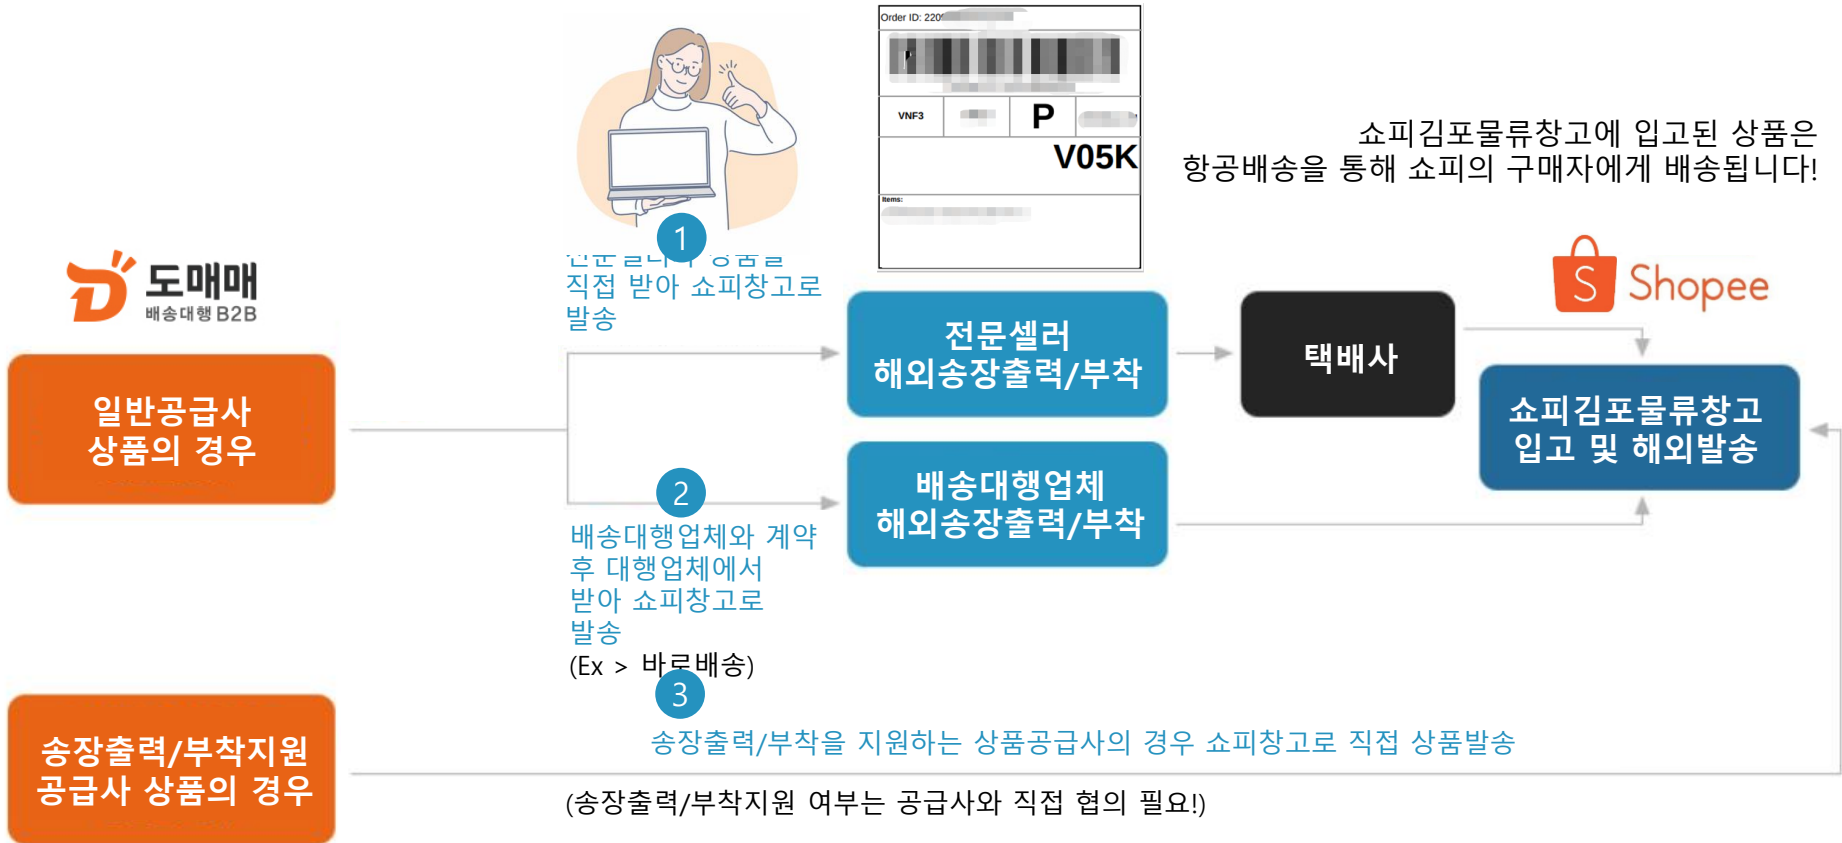 Order ID: 220
VNF3
P
V05K
Items:
쇼피김포물류창고에 입고된 상품은
항공배송을 통해 쇼피의 구매자에게 배송됩니다!
도매매
배송대행 B2B
Shopee
1
직접 받아 쇼피창고로
발송
일반공급사
상품의 경우
전문셀러
해외송장출력/부착
택배사
쇼피김포물류창고
입고 및 해외발송
2
배송대행업체와 계약
후 대행업체에서
받아 쇼피창고로
발송
(Ex > 바로배송)
배송대행업체
해외송장출력/부착
3
송장출력/부착을 지원하는 상품공급사의 경우 쇼피창고로 직접 상품발송
송장출력/부착지원
공급사 상품의 경우
(송장출력/부착지원 여부는 공급사와 직접 협의 필요!)